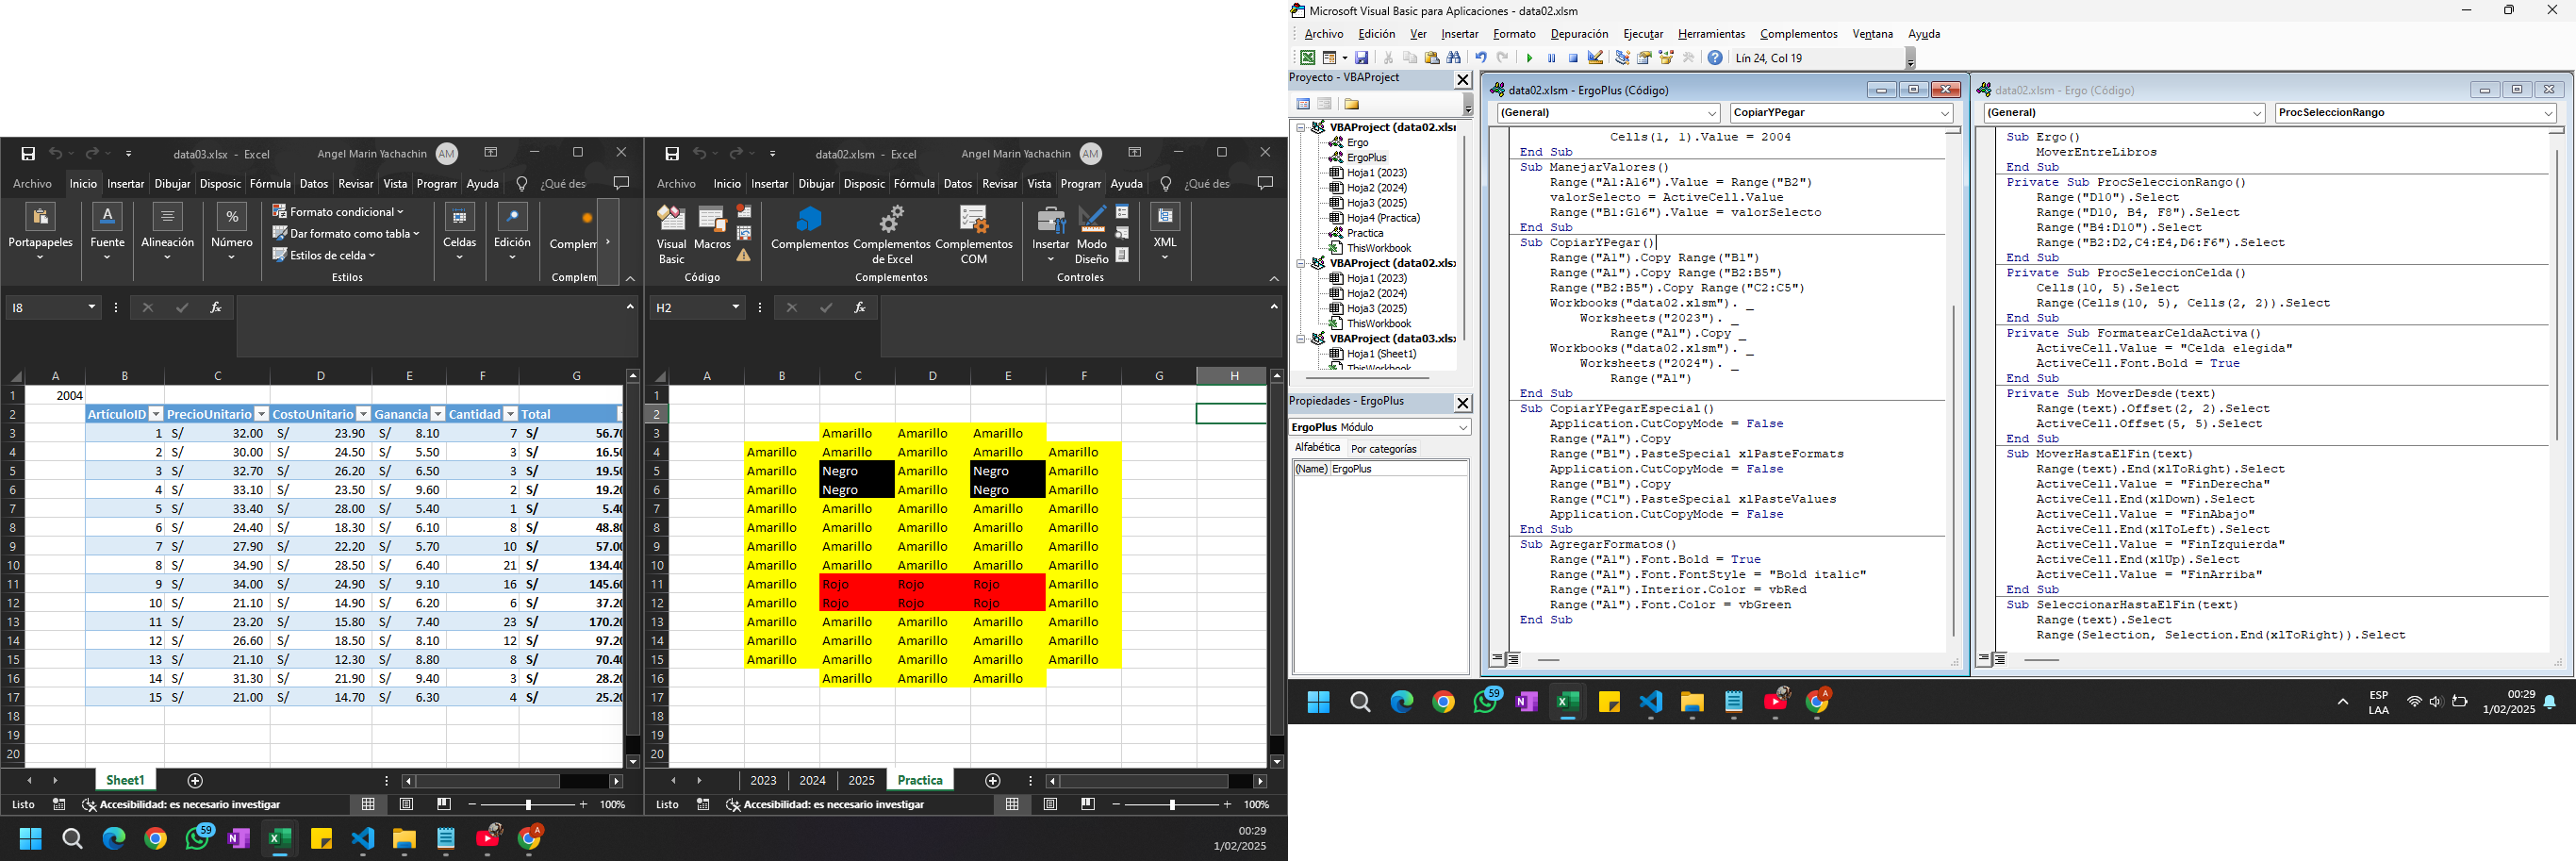 data03.xlsx - Excel
Angel Marin Yachachin
AM
Archivo Inicio Insertar Dibujar Disposic Fórmula Datos Revisar Vista Program Ayuda ¿Qué des
Portapapeles
Fuente
Alineación
%
Número
Formato condicional
Dar formato como tabla
Estilos de celda
Estilos
Celdas
Edición
Complem
Complem
I8
fx
A B C D E F G
1 2004
2 ArtículoID PrecioUnitario CostoUnitario Ganancia Cantidad Total
3 1 S/ 32.00 S/ 23.90 S/ 8.10 7 S/ 56.70
4 2 S/ 30.00 S/ 24.50 S/ 5.50 3 S/ 16.50
5 3 S/ 32.70 S/ 26.20 S/ 6.50 3 S/ 19.50
6 4 S/ 33.10 S/ 23.50 S/ 9.60 2 S/ 19.20
7 5 S/ 33.40 S/ 28.00 S/ 5.40 1 S/ 5.40
8 6 S/ 24.40 S/ 18.30 S/ 6.10 8 S/ 48.80
9 7 S/ 27.90 S/ 22.20 S/ 5.70 10 S/ 57.00
10 8 S/ 34.90 S/ 28.50 S/ 6.40 21 S/ 134.40
11 9 S/ 34.00 S/ 24.90 S/ 9.10 16 S/ 145.60
12 10 S/ 21.10 S/ 14.90 S/ 6.20 6 S/ 37.20
13 11 S/ 23.20 S/ 15.80 S/ 7.40 23 S/ 170.20
14 12 S/ 26.60 S/ 18.50 S/ 8.10 12 S/ 97.20
15 13 S/ 21.10 S/ 12.30 S/ 8.80 8 S/ 70.40
16 14 S/ 31.30 S/ 21.90 S/ 9.40 3 S/ 28.20
17 15 S/ 21.00 S/ 14.70 S/ 6.30 4 S/ 25.20
18
19
20
Sheet1
Listo Accesibilidad: es necesario investigar 100%
59
A
00:29
1/02/2025
data02.xlsm - Excel
Angel Marin Yachachin
AM
Archivo Inicio Insertar Dibujar Disposic Fórmula Datos Revisar Vista Program Ayuda ¿Qué des
Visual Basic
Macros
Código
Complementos
Complementos de Excel
Complementos COM
Complementos
Insertar
Modo Diseño
Controles
XML
H2
fx
A B C D E F G H
1
2
3 Amarillo Amarillo Amarillo
4 Amarillo Amarillo Amarillo Amarillo Amarillo
5 Amarillo Negro Amarillo Negro Amarillo
6 Amarillo Negro Amarillo Negro Amarillo
7 Amarillo Amarillo Amarillo Amarillo Amarillo
8 Amarillo Amarillo Amarillo Amarillo Amarillo
9 Amarillo Amarillo Amarillo Amarillo Amarillo
10 Amarillo Amarillo Amarillo Amarillo Amarillo
11 Amarillo Rojo Rojo Rojo Amarillo
12 Amarillo Rojo Rojo Rojo Amarillo
13 Amarillo Amarillo Amarillo Amarillo Amarillo
14 Amarillo Amarillo Amarillo Amarillo Amarillo
15 Amarillo Amarillo Amarillo Amarillo Amarillo
16 Amarillo Amarillo Amarillo
17
18
19
20
2023 2024 2025 Practica
Listo Accesibilidad: es necesario investigar 100%
Microsoft Visual Basic para Aplicaciones - data02.xlsm
Archivo Edición Ver Insertar Formato Depuración Ejecutar Herramientas Complementos Ventana Ayuda
Lín 24, Col 19
Proyecto - VBAProject
VBAProject (data02.xlsm
Ergo
ErgoPlus
Hoja1 (2023)
Hoja2 (2024)
Hoja3 (2025)
Hoja4 (Practica)
Practica
ThisWorkbook
VBAProject (data02.xlsx
Hoja1 (2023)
Hoja2 (2024)
Hoja3 (2025)
ThisWorkbook
VBAProject (data03.xlsx
Hoja1 (Sheet1)
ThisWorkbook
Propiedades - ErgoPlus
ErgoPlus Módulo
Alfabética Por categorías
(Name) ErgoPlus
data02.xlsm - ErgoPlus (Código)
(General) CopiarYPegar
Cells(1, 1).Value = 2004
End Sub
Sub ManejarValores()
Range("A1:A16").Value = Range("B2")
valorSelecto = ActiveCell.Value
Range("B1:G16").Value = valorSelecto
End Sub
Sub CopiarYPegar()
Range("A1").Copy Range("B1")
Range("A1").Copy Range("B2:B5")
Range("B2:B5").Copy Range("C2:C5")
Workbooks("data02.xlsm"). _
Worksheets("2023"). _
Range("A1").Copy _
Workbooks("data02.xlsm"). _
Worksheets("2024"). _
Range("A1")
End Sub
Sub CopiarYPegarEspecial()
Application.CutCopyMode = False
Range("A1").Copy
Range("B1").PasteSpecial xlPasteFormats
Application.CutCopyMode = False
Range("B1").Copy
Range("C1").PasteSpecial xlPasteValues
Application.CutCopyMode = False
End Sub
Sub AgregarFormatos()
Range("A1").Font.Bold = True
Range("A1").Font.FontStyle = "Bold italic"
Range("A1").Interior.Color = vbRed
Range("A1").Font.Color = vbGreen
End Sub
data02.xlsm - Ergo (Código)
(General) ProcSeleccionRango
Sub Ergo()
MoverEntreLibros
End Sub
Private Sub ProcSeleccionRango()
Range("D10").Select
Range("D10, B4, F8").Select
Range("B4:D10").Select
Range("B2:D2,C4:E4,D6:F6").Select
End Sub
Private Sub ProcSeleccionCelda()
Cells(10, 5).Select
Range(Cells(10, 5), Cells(2, 2)).Select
End Sub
Private Sub FormatearCeldaActiva()
ActiveCell.Value = "Celda elegida"
ActiveCell.Font.Bold = True
End Sub
Private Sub MoverDesde(text)
Range(text).Offset(2, 2).Select
ActiveCell.Offset(5, 5).Select
End Sub
Sub MoverHastaElFin(text)
Range(text).End(xlToRight).Select
ActiveCell.Value = "FinDerecha"
ActiveCell.End(xlDown).Select
ActiveCell.Value = "FinAbajo"
ActiveCell.End(xlToLeft).Select
ActiveCell.Value = "FinIzquierda"
ActiveCell.End(xlUp).Select
ActiveCell.Value = "FinArriba"
End Sub
Sub SeleccionarHastaElFin(text)
Range(text).Select
Range(Selection, Selection.End(xlToRight)).Select
59
A
ESP
LAA
00:29
1/02/2025